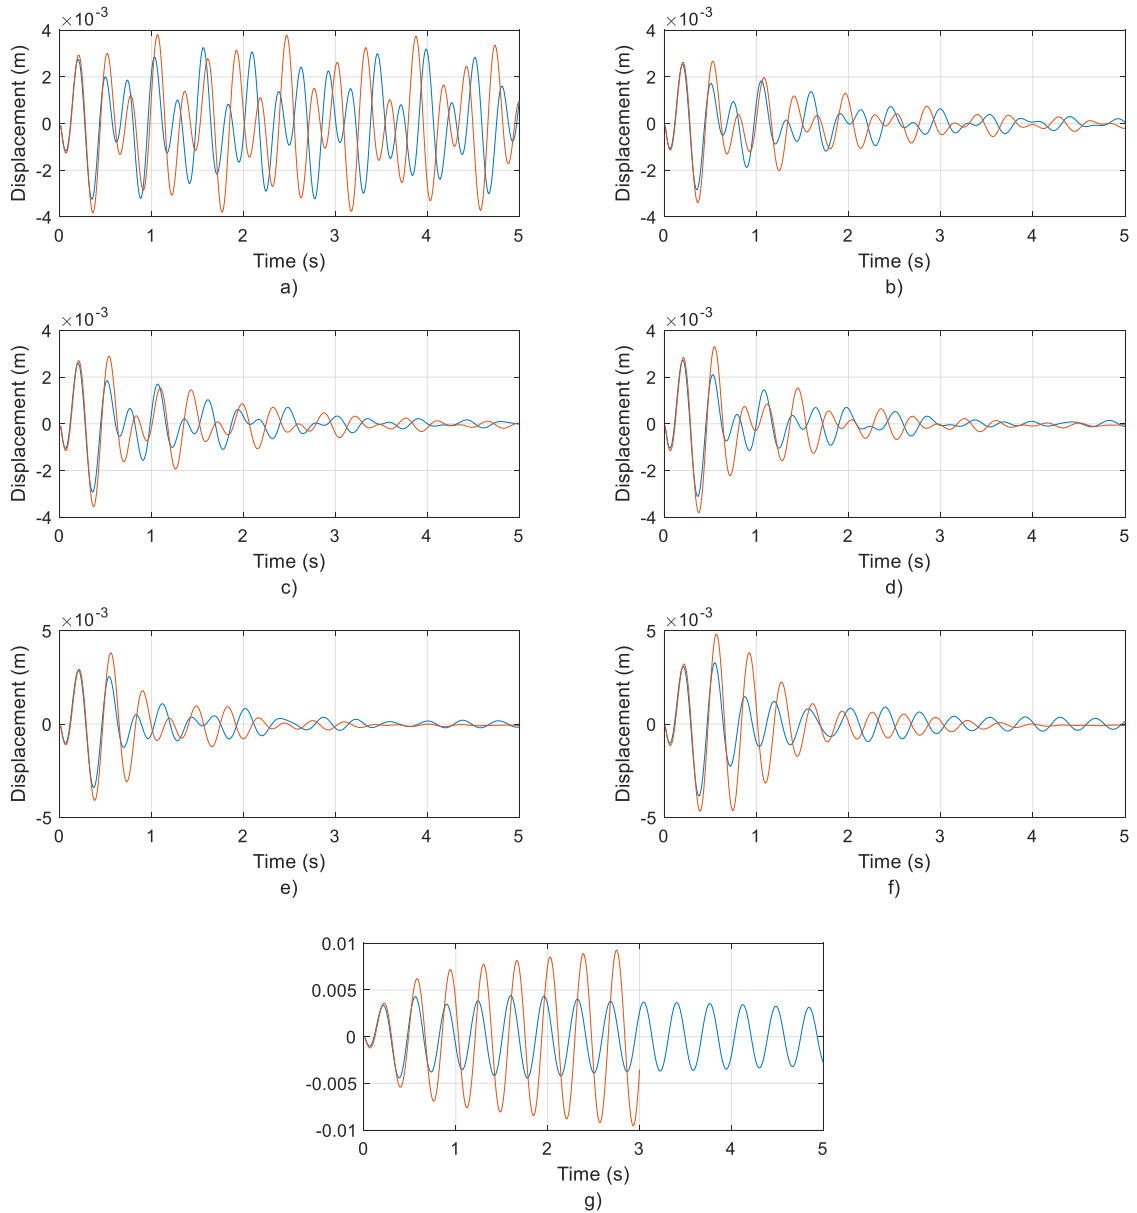 ×10-3 ×10-3
4 4
2 2
0 0
-2 -2
-4 -4
Displacement (m) Displacement (m)
0 1 2 3 4 5 0 1 2 3 4 5
Time (s) Time (s)
a) b)
×10-3 ×10-3
4 4
2 2
0 0
-2 -2
-4 -4
Displacement (m) Displacement (m)
0 1 2 3 4 5 0 1 2 3 4 5
Time (s) Time (s)
c) d)
×10-3 ×10-3
5 5
0 0
-5 -5
Displacement (m) Displacement (m)
0 1 2 3 4 5 0 1 2 3 4 5
Time (s) Time (s)
e) f)
0.01
0.005
0
-0.005
-0.01
Displacement (m)
0 1 2 3 4 5
Time (s)
g)